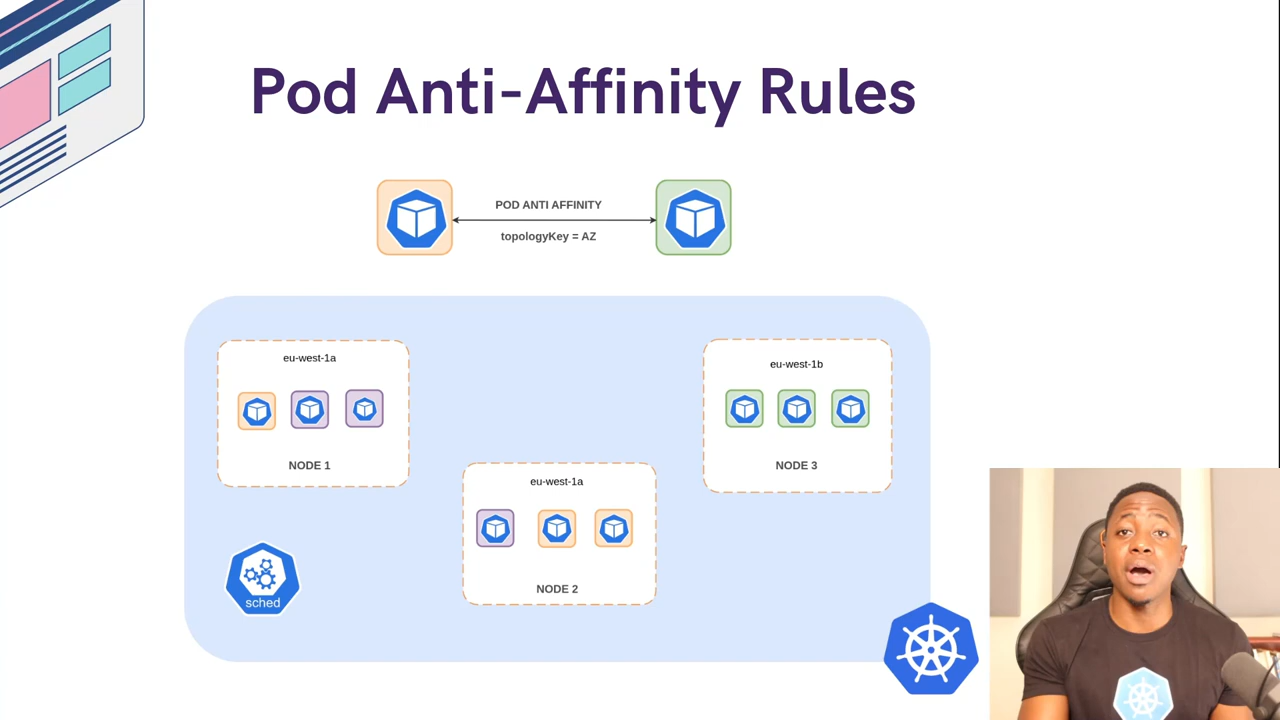 Pod Anti-Affinity Rules
POD ANTI AFFINITY
topologyKey = AZ
eu-west-1a
NODE 1
eu-west-1a
NODE 2
eu-west-1b
NODE 3
sched